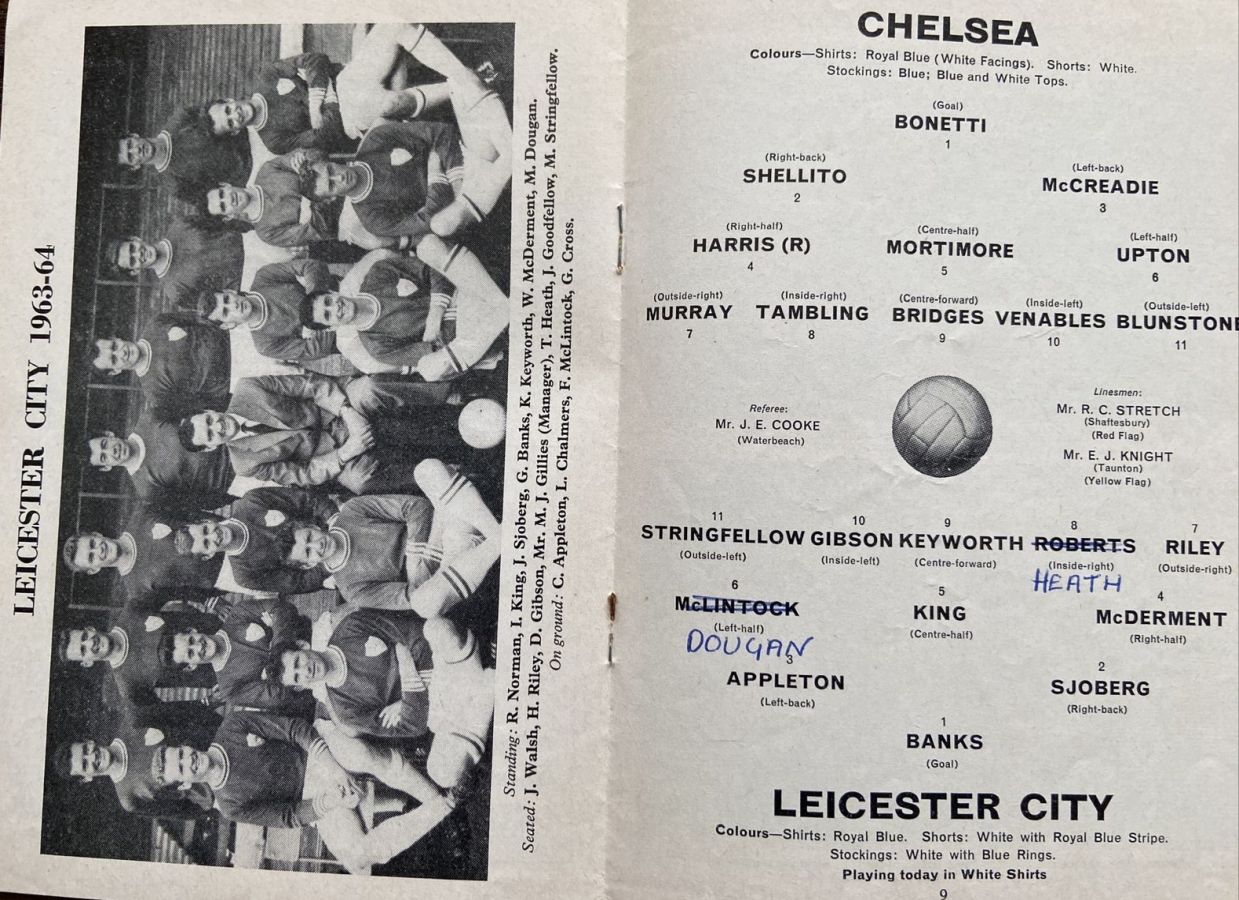 LEICESTER CITY 1963-64
Standing: R. Norman, I. King, J. Sjoberg, G. Banks, K. Keyworth, W. McDerment, M. Dougan.
Seated: J. Walsh, H. Riley, D. Gibson, Mr. M. J. Gillies (Manager), T. Heath, J. Goodfellow, M. Stringfellow.
On ground: C. Appleton, L. Chalmers, F. McLintock, G. Cross.
CHELSEA
Colours—Shirts: Royal Blue (White Facings). Shorts: White.
Stockings: Blue; Blue and White Tops.
(Goal)
BONETTI
1
(Right-back) (Left-back)
SHELLITO McCREADIE
2 3
(Right-half) (Centre-half) (Left-half)
HARRIS (R) MORTIMORE UPTON
4 5 6
(Outside-right) (Inside-right) (Centre-forward) (Inside-left) (Outside-left)
MURRAY TAMBLING BRIDGES VENABLES BLUNSTONE
7 8 9 10 11
Referee:
Mr. J. E. COOKE
(Waterbeach)
Linesmen:
Mr. R. C. STRETCH
(Shaftesbury)
(Red Flag)
Mr. E. J. KNIGHT
(Taunton)
(Yellow Flag)
11 10 9 8 7
STRINGFELLOW GIBSON KEYWORTH ROBERTS RILEY
(Outside-left) (Inside-left) (Centre-forward) (Inside-right) (Outside-right)
HEATH
6 5 4
McLINTOCK KING McDERMENT
(Left-half) (Centre-half) (Right-half)
DOUGAN
3 2
APPLETON SJOBERG
(Left-back) (Right-back)
1
BANKS
(Goal)
LEICESTER CITY
Colours—Shirts: Royal Blue. Shorts: White with Royal Blue Stripe.
Stockings: White with Blue Rings.
Playing today in White Shirts
9